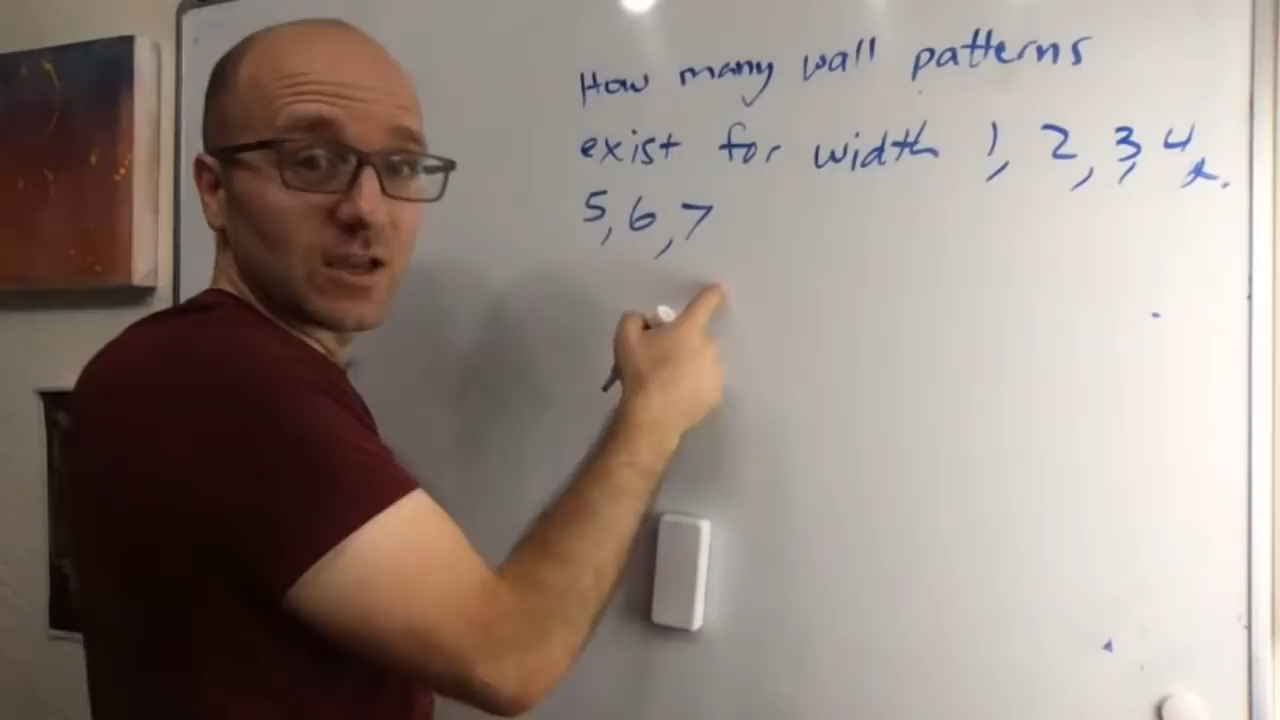 How many wall patterns
exist for width 1, 2, 3, 4
5, 6, 7